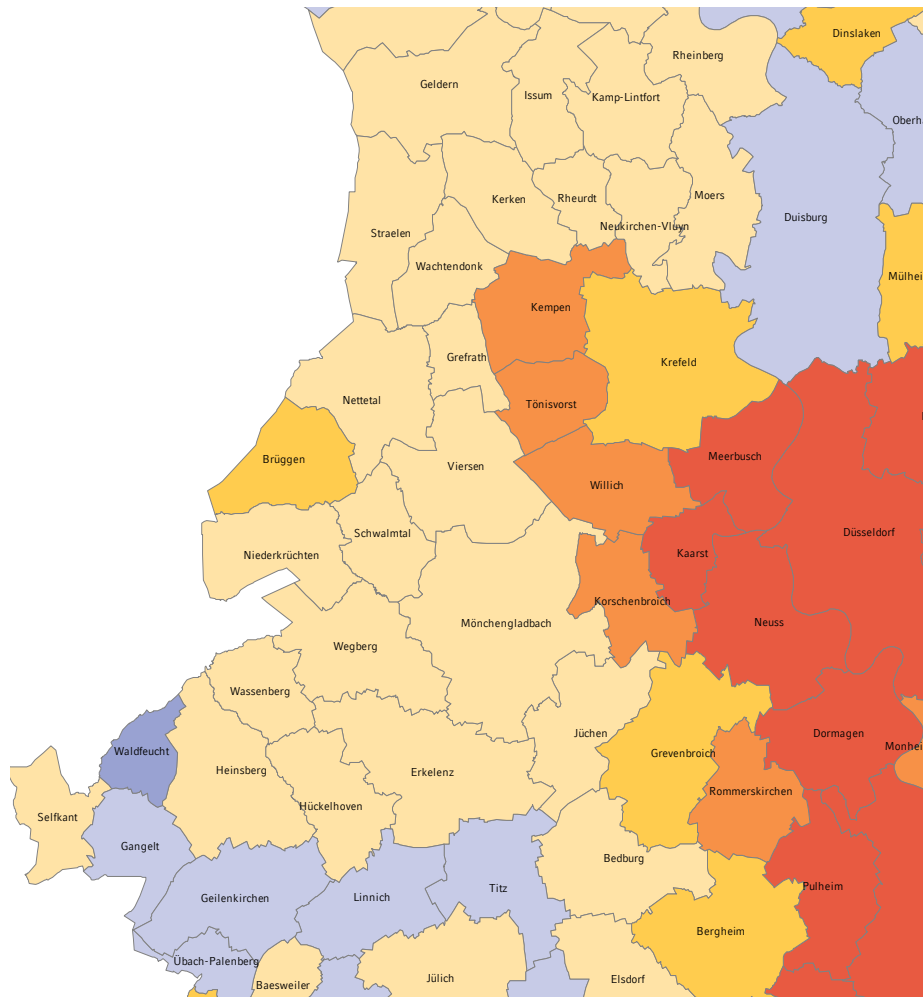 Dinslaken
Rheinberg
Geldern
Issum
Kamp-Lintfort
Oberh
Moers
Kerken
Rheurdt
Duisburg
Neukirchen-Vluyn
Straelen
Wachtendonk
Mülhei
Kempen
Grefrath
Krefeld
Nettetal
Tönisvorst
Meerbusch
Brüggen
Viersen
Willich
Schwalmtal
Düsseldorf
Niederkrüchten
Kaarst
Korschenbroich
Mönchengladbach
Neuss
Wegberg
Wassenberg
Jüchen
Dormagen
Monhei
Waldfeucht
Grevenbroich
Heinsberg
Erkelenz
Rommerskirchen
Hückelhoven
Selfkant
Gangelt
Bedburg
Pulheim
Titz
Geilenkirchen
Linnich
Bergheim
Übach-Palenberg
Jülich
Elsdorf
Baesweiler